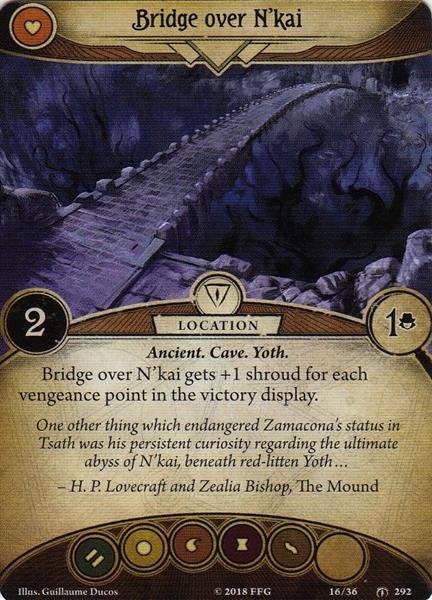 Bridge over N'kai
2
LOCATION
1
Ancient. Cave. Yoth.
Bridge over N'kai gets +1 shroud for each
vengeance point in the victory display.
One other thing which endangered Zamacona's status in
Tsath was his persistent curiosity regarding the ultimate
abyss of N'kai, beneath red-litten Yoth…
– H. P. Lovecraft and Zealia Bishop, The Mound
Illus. Guillaume Ducos
© 2018 FFG
16/36
292